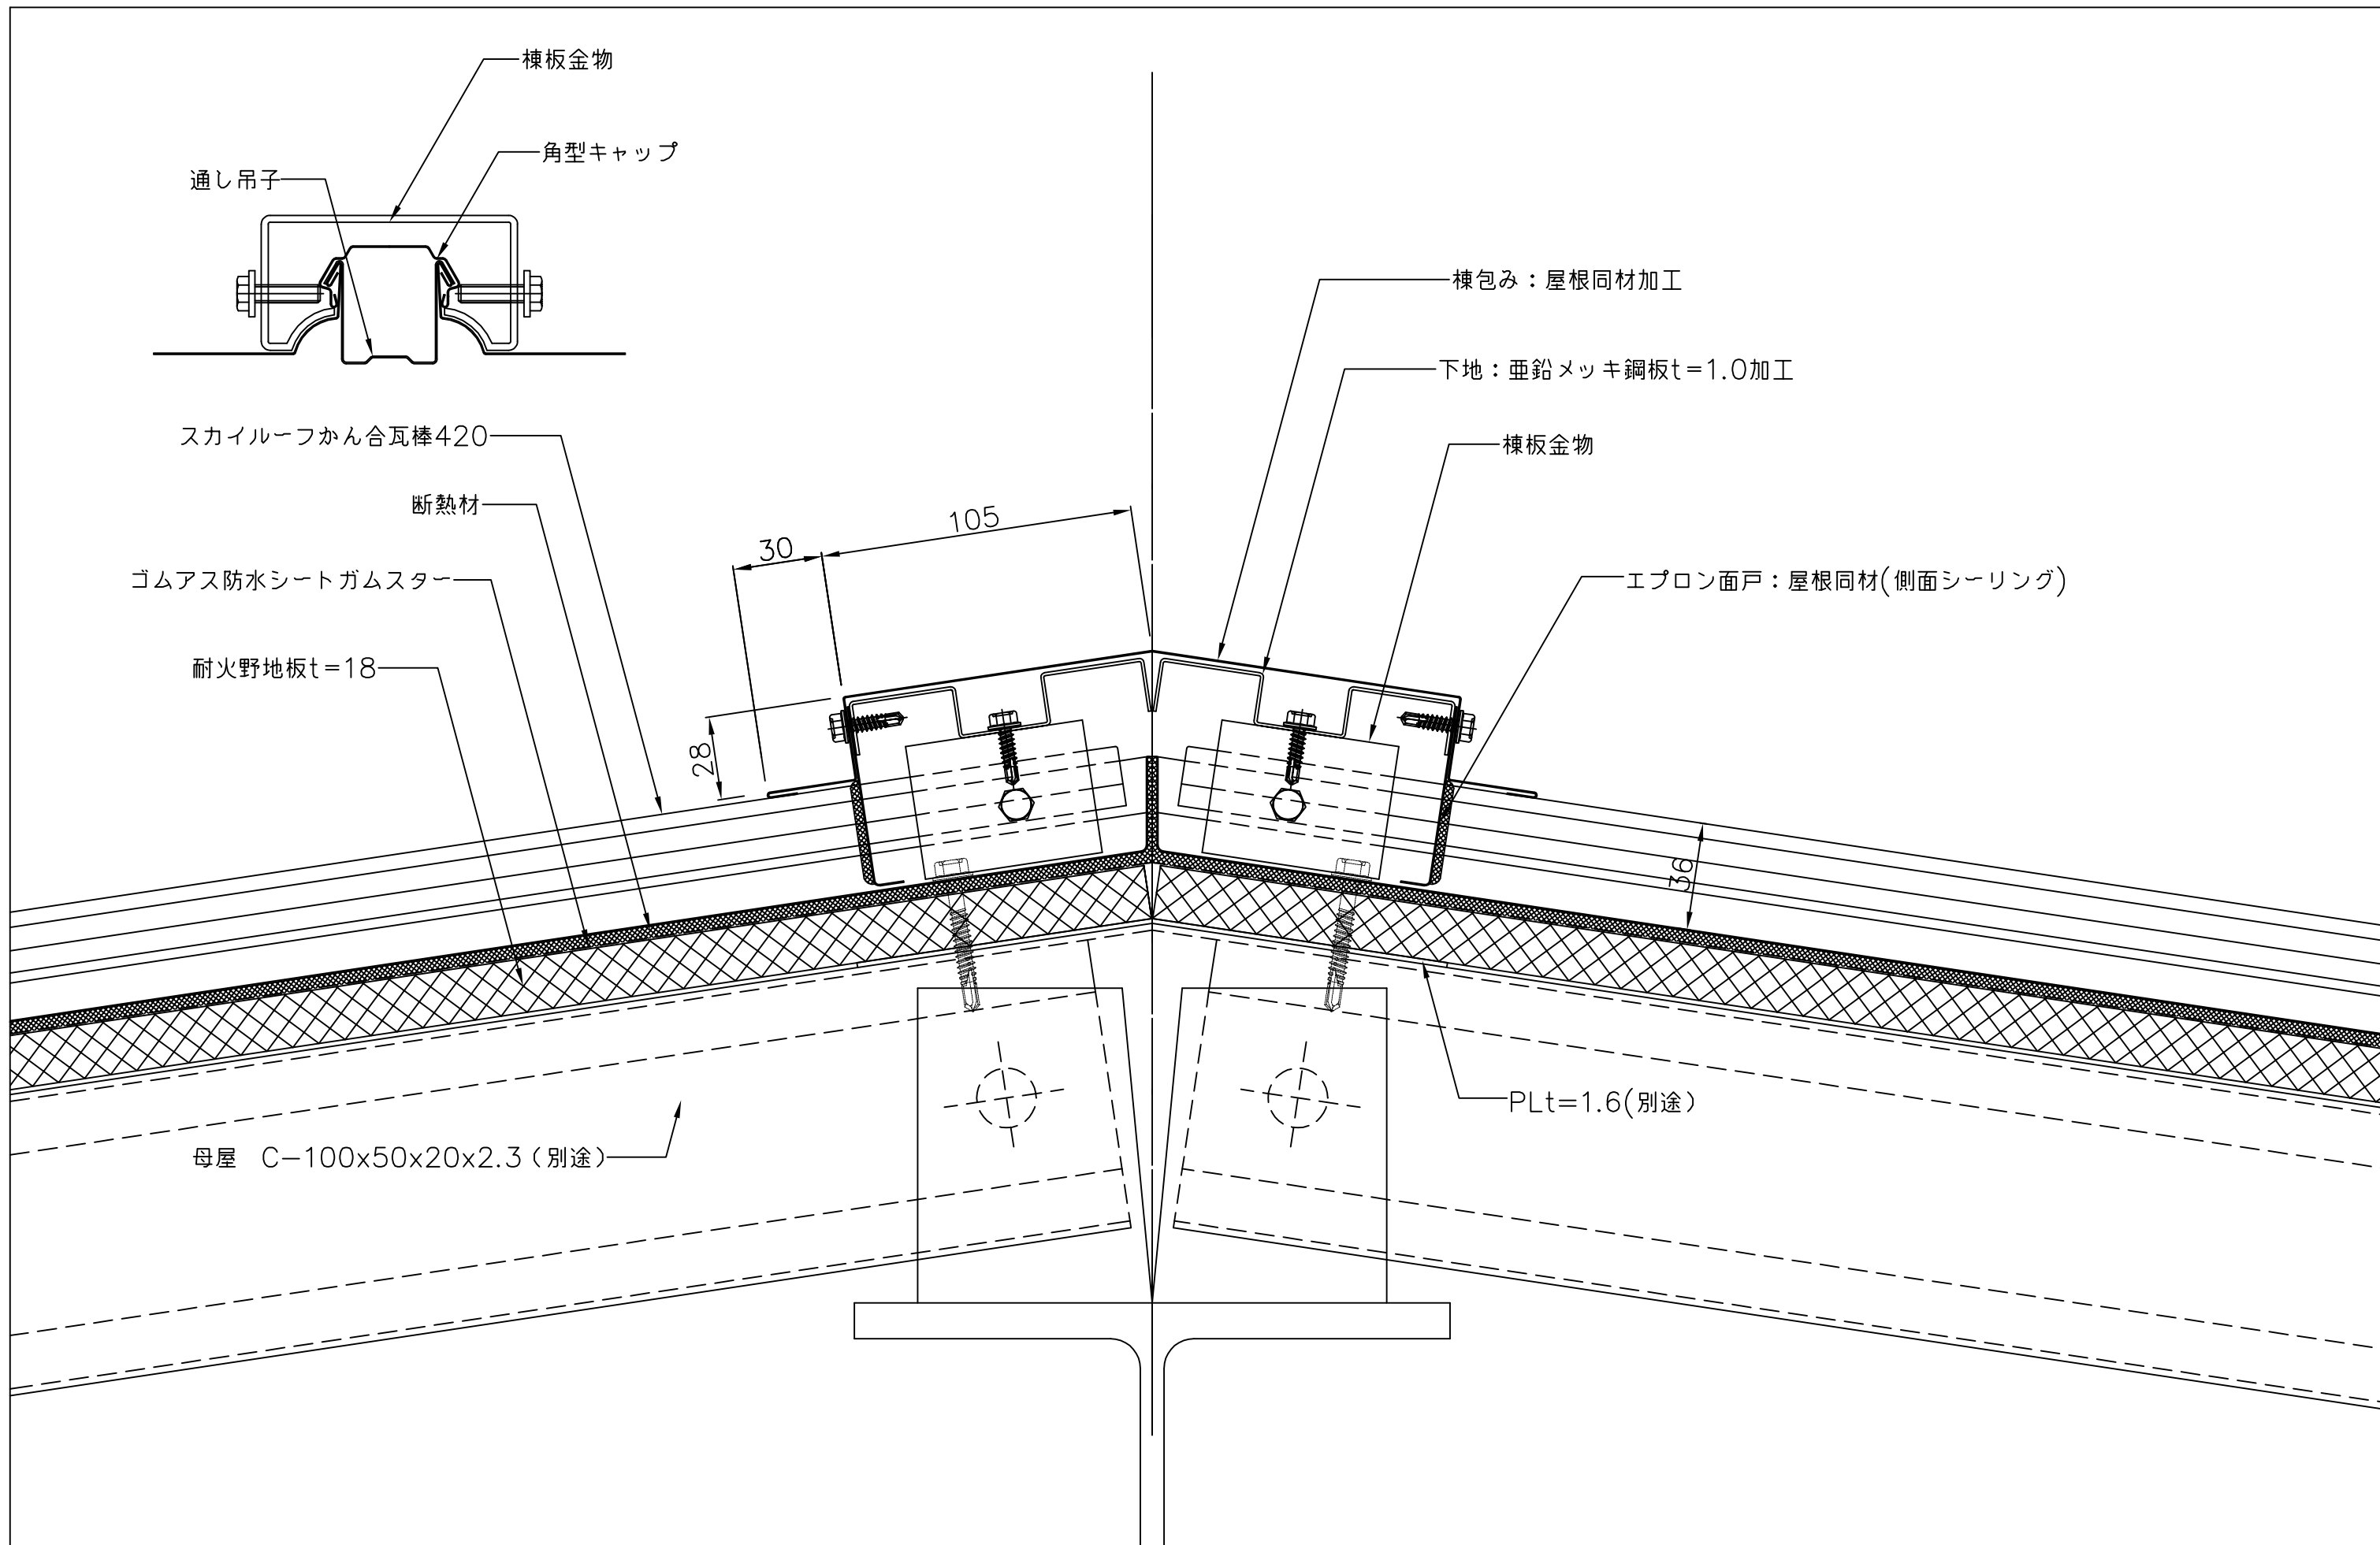 棟板金物
角型キャップ
通し吊子
棟包み：屋根同材加工
下地：亜鉛メッキ鋼板t=1.0加工
スカイルーフかん合瓦棒420
棟板金物
断熱材
105
30
ゴムアス防水シートガムスター
エプロン面戸：屋根同材(側面シーリング)
耐火野地板t=18
28
36
PLt=1.6(別途)
母屋　C-100x50x20x2.3(別途)